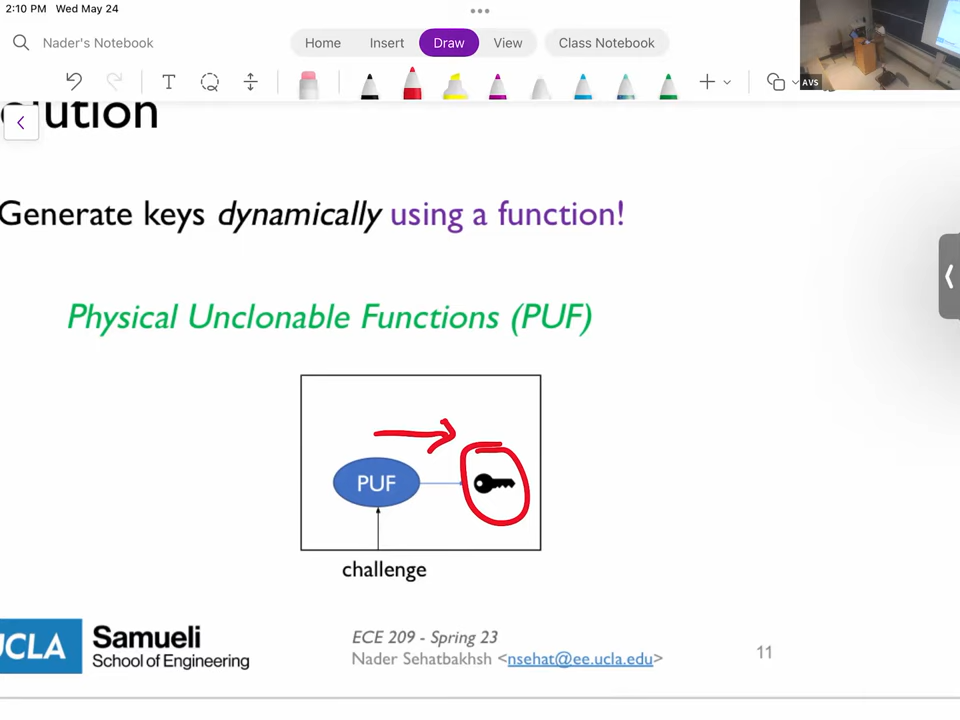 2:10 PM Wed May 24
Nader's Notebook
Home Insert Draw View Class Notebook
T
AVS
olution
Generate keys dynamically using a function!
Physical Unclonable Functions (PUF)
PUF
challenge
UCLA Samueli
School of Engineering
ECE 209 - Spring 23
Nader Sehatbakhsh <nsehat@ee.ucla.edu>
11